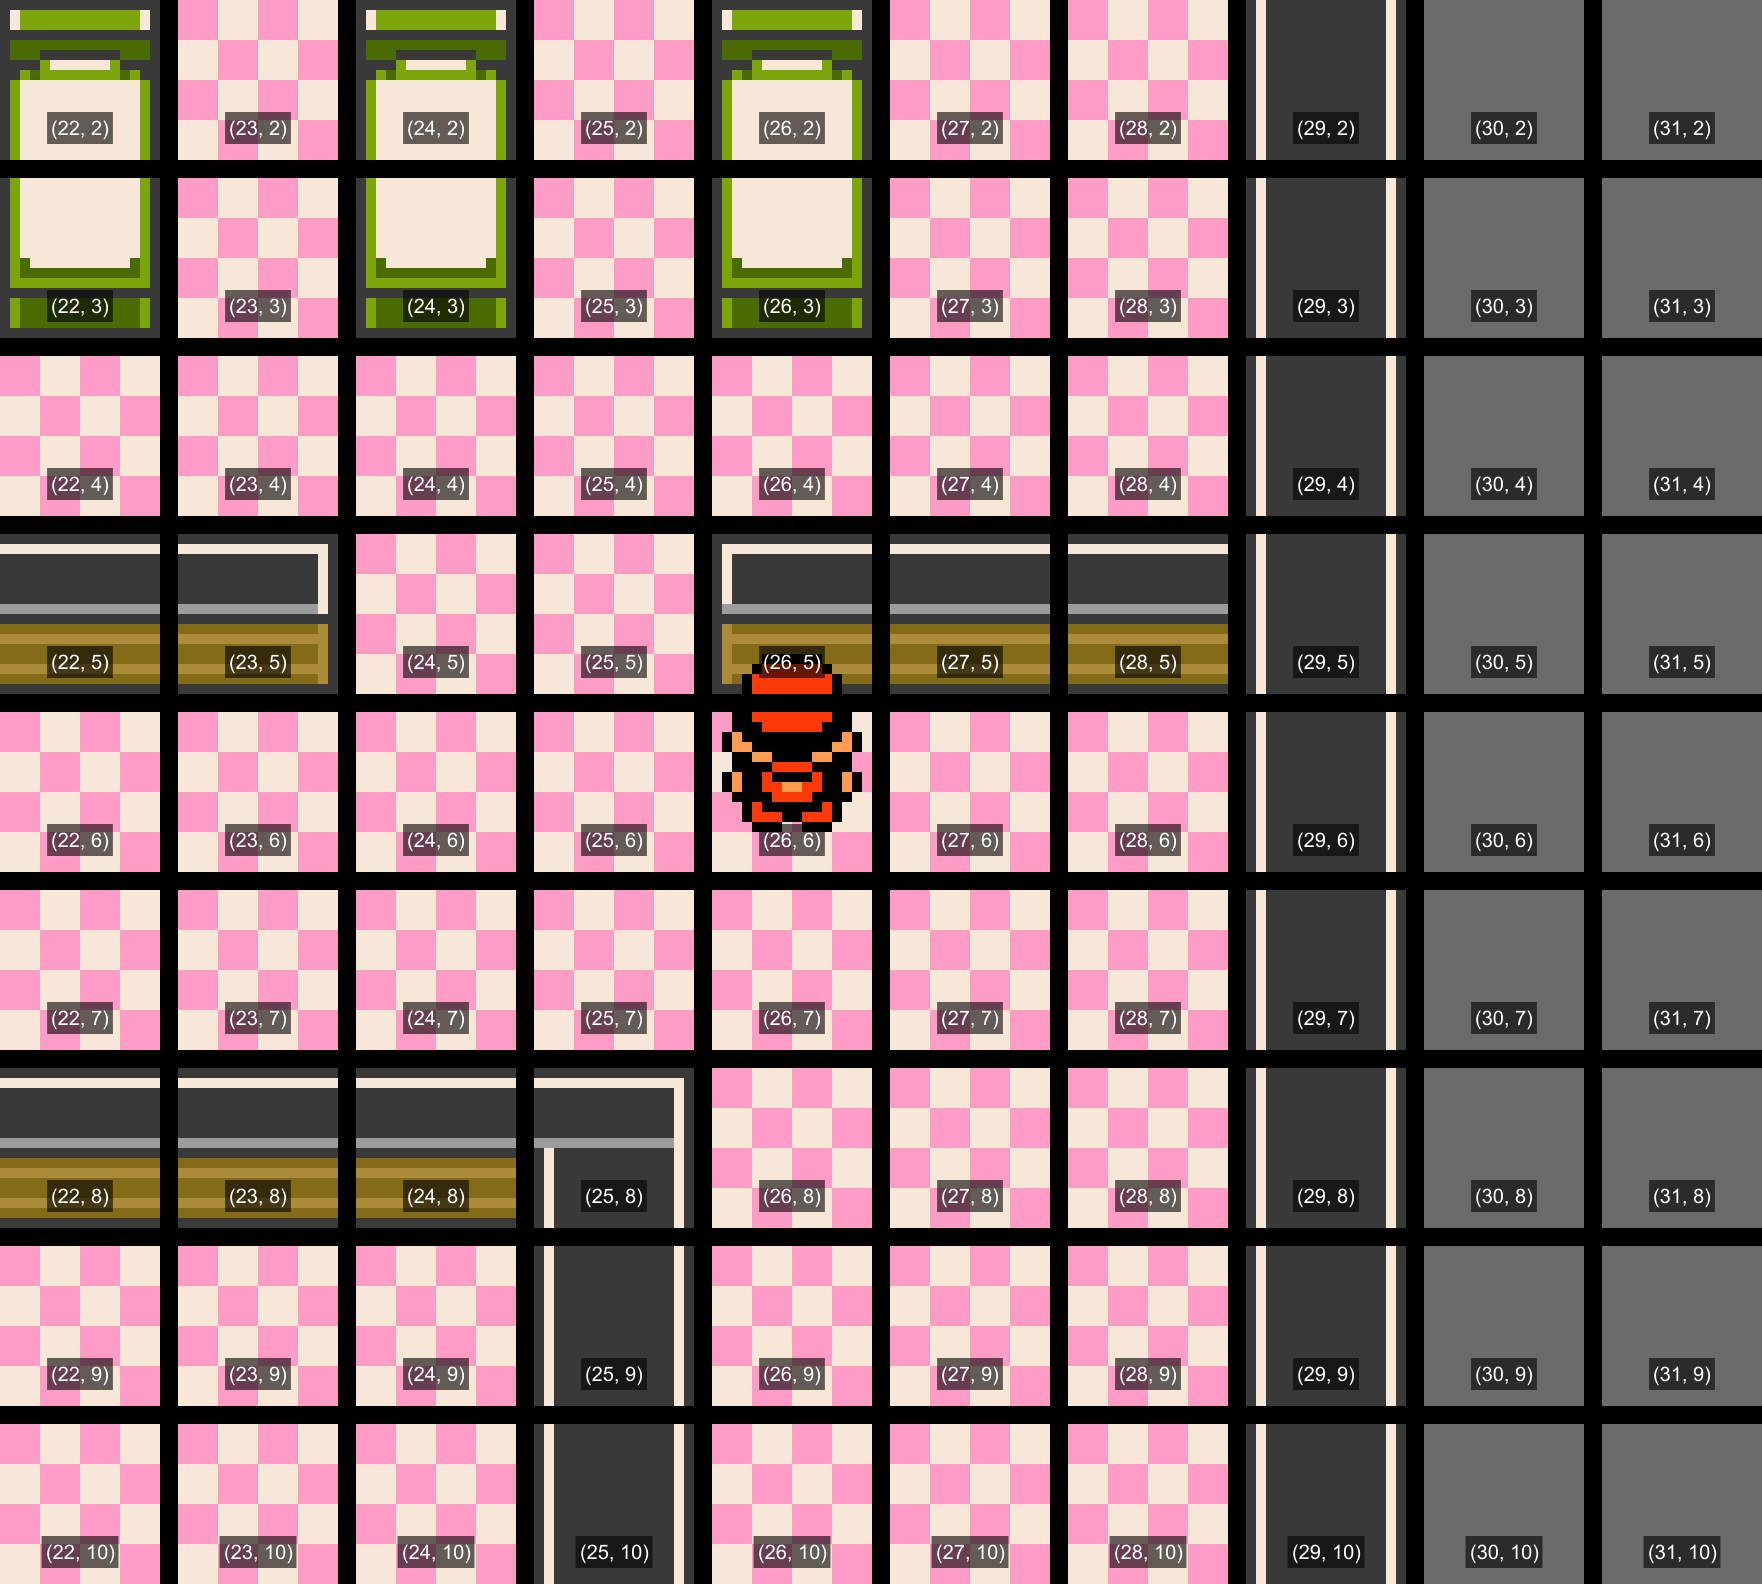 (22, 2) (23, 2) (24, 2) (25, 2) (26, 2) (27, 2) (28, 2) (29, 2) (30, 2) (31, 2)
(22, 3) (23, 3) (24, 3) (25, 3) (26, 3) (27, 3) (28, 3) (29, 3) (30, 3) (31, 3)
(22, 4) (23, 4) (24, 4) (25, 4) (26, 4) (27, 4) (28, 4) (29, 4) (30, 4) (31, 4)
(22, 5) (23, 5) (24, 5) (25, 5) (26, 5) (27, 5) (28, 5) (29, 5) (30, 5) (31, 5)
(22, 6) (23, 6) (24, 6) (25, 6) (26, 6) (27, 6) (28, 6) (29, 6) (30, 6) (31, 6)
(22, 7) (23, 7) (24, 7) (25, 7) (26, 7) (27, 7) (28, 7) (29, 7) (30, 7) (31, 7)
(22, 8) (23, 8) (24, 8) (25, 8) (26, 8) (27, 8) (28, 8) (29, 8) (30, 8) (31, 8)
(22, 9) (23, 9) (24, 9) (25, 9) (26, 9) (27, 9) (28, 9) (29, 9) (30, 9) (31, 9)
(22, 10) (23, 10) (24, 10) (25, 10) (26, 10) (27, 10) (28, 10) (29, 10) (30, 10) (31, 10)